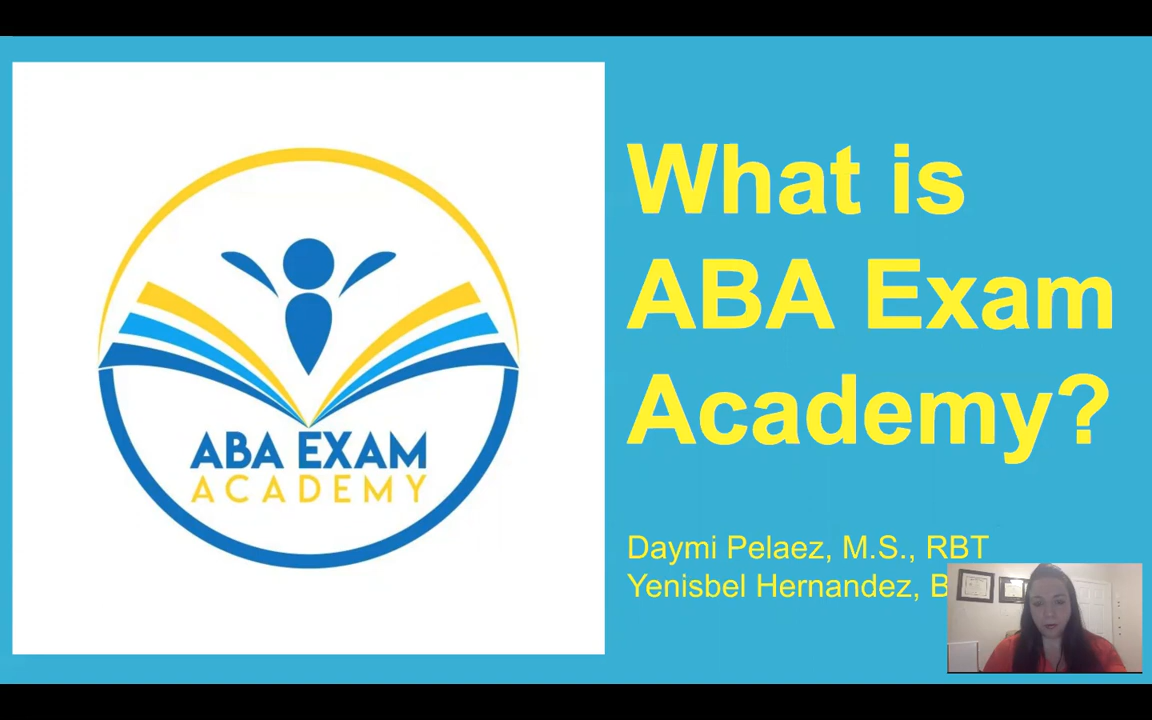 ABA EXAM
ACADEMY
What is
ABA Exam
Academy?
Daymi Pelaez, M.S., RBT
Yenisbel Hernandez,